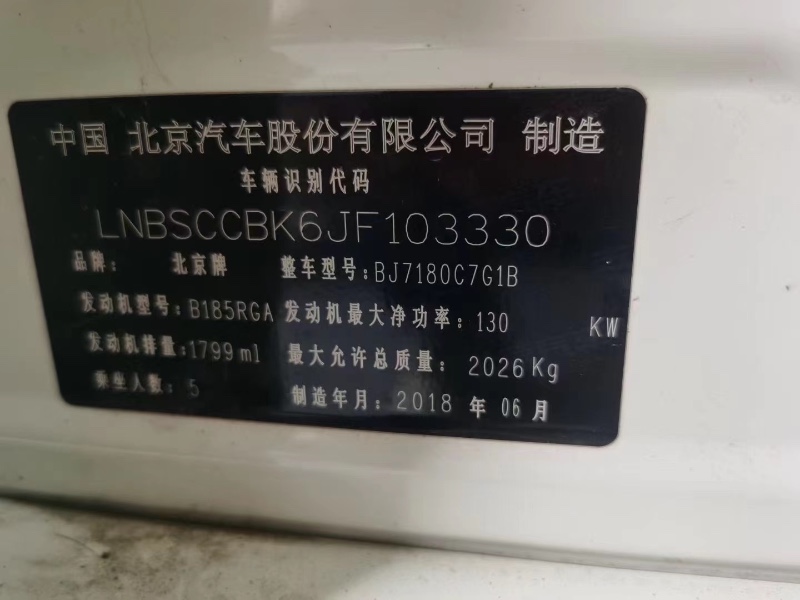 中国 北京汽车股份有限公司 制造
车辆识别代码
LNBSCCBK6JF103330
品牌: 北京牌 整车型号:BJ7180C7G1B
发动机型号:B185RGA 发动机最大净功率:130 KW
发动机排量:1799ml 最大允许总质量: 2026Kg
乘坐人数: 5 制造年月:2018 年 06 月